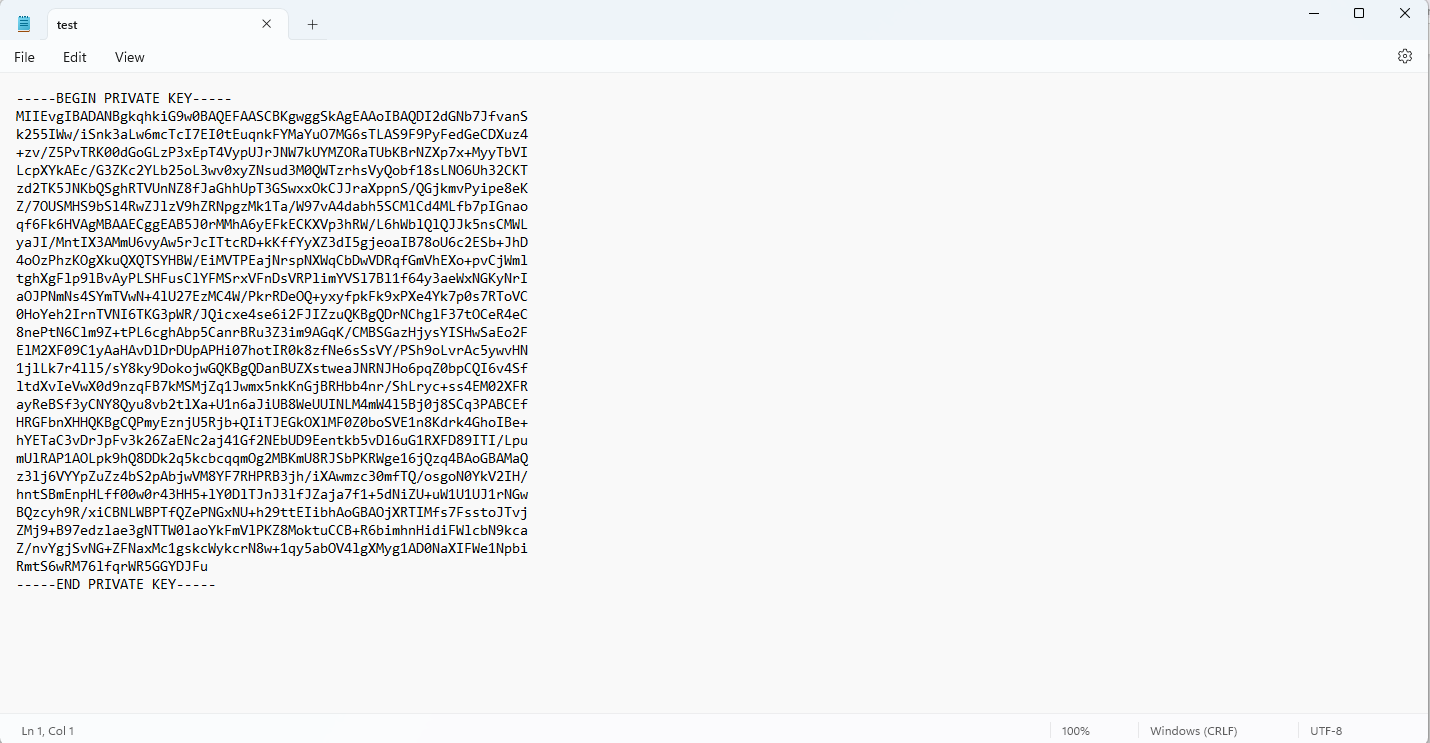 test
File Edit View
-----BEGIN PRIVATE KEY-----
MIIEvgIBADANBgkqhkiG9w0BAQEFAASCBKgwggSkAgEAAoIBAQDI2dGNb7JfvanS
k255IWw/iSnk3aLw6mcTcI7EI0tEuqnkFYMaYuO7MG6sTLAS9F9PyFedGeCDXuz4
+zv/Z5PvTRK00dGoGLzP3xEpT4VypUJrJNW7kUYMZORaTUbKBrNZXp7x+MyyTbVI
LcpXYkAEc/G3ZKc2YLb25oL3wv0xyZNsud3M0QWTzrhsVyQobf18sLNO6Uh32CKT
zd2TK5JNKbQSghRTVUnNZ8fJaGhhUpT3GSwxxOkCJJraXppnS/QGjkmvPyipe8eK
Z/7OUSMHS9bSl4RwZJlzV9hZRNpgzMk1Ta/W97vA4dabh5SCMlCd4MLfb7pIGnao
qf6Fk6HVAgMBAAECggEAB5J0rMMhA6yEFkECKXVp3hRW/L6hWblQlQJJk5nsCMWL
yaJI/MntIX3AMmU6vyAw5rJcITtcRD+kKffYyXZ3dI5gjeoaIB78oU6c2ESb+JhD
4oOzPhzKOgXkuQXQTSYHBW/EiMVTPEajNrspNXWqCbDwVDRqfGmVhEXo+pvCjWml
tghXgFlp9lBvAyPLSHFusClYFMSrxVFnDsVRPlimYVSl7Bl1f64y3aeWxNGKyNrI
aOJPNmNs4SYmTVwN+4lU27EzMC4W/PkrRDeOQ+yxyfpkFk9xPXe4Yk7p0s7RToVC
0HoYeh2IrnTVNI6TKG3pWR/JQicxe4se6i2FJIZzuQKBgQDrNChglF37tOCeR4eC
8nePtN6Clm9Z+tPL6cghAbp5CanrBRu3Z3im9AGqK/CMBSGazHjysYISHwSaEo2F
ElM2XF09C1yAaHAvDlDrDUpAPHi07hotIR0k8zfNe6sSsVY/PSh9oLvrAc5ywvHN
1jlLk7r4ll5/sY8ky9DokojwGQKBgQDanBUZXstweaJNRNJHo6pqZ0bpCQI6v4Sf
ltdXvIeVwX0d9nzqFB7kMSMjZq1Jwmx5nkKnGjBRHbb4nr/ShLryc+ss4EM02XFR
ayReBSf3yCNY8Qyu8vb2tlXa+U1n6aJiUB8WeUUINLM4mW4l5Bj0j8SCq3PABCEf
HRGFbnXHHQKBgCQPmyEznjU5Rjb+QIiTJEGkOXlMF0Z0boSVE1n8Kdrk4GhoIBe+
hYETaC3vDrJpFv3k26ZaENc2aj41Gf2NEbUD9Eentkb5vDl6uG1RXFD89ITI/Lpu
mUlRAP1AOLpk9hQ8DDk2q5kcbcqqmOg2MBKmU8RJSbPKRWge16jQzq4BAoGBAMaQ
z3lj6VYYpZuZz4bS2pAbjwVM8YF7RHPRB3jh/iXAwmzc30mfTQ/osgoN0YkV2IH/
hntSBmEnpHLff00w0r43HH5+lY0DlTJnJ3lfJZaja7f1+5dNiZU+uW1U1UJ1rNGw
BQzcyh9R/xiCBNLWBPTfQZePNGxNU+h29ttEIibhAoGBAOjXRTIMfs7FsstoJTvj
ZMj9+B97edzlae3gNTTW0laoYkFmVlPKZ8MoktuCCB+R6bimhnHidiFWlcbN9kca
Z/nvYgjSvNG+ZFNaxMc1gskcWykcrN8w+1qy5abOV4lgXMyg1AD0NaXIFWe1Npbi
RmtS6wRM76lfqrWR5GGYDJFu
-----END PRIVATE KEY-----
Ln 1, Col 1 100% Windows (CRLF) UTF-8